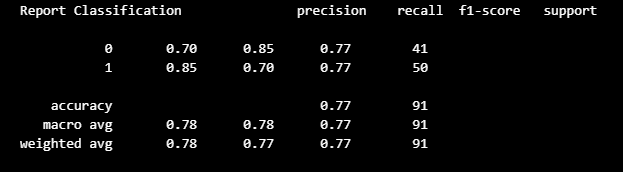 Report Classification               precision    recall  f1-score   support
0       0.70      0.85      0.77        41
1       0.85      0.70      0.77        50
accuracy                           0.77        91
macro avg       0.78      0.78      0.77        91
weighted avg       0.78      0.77      0.77        91